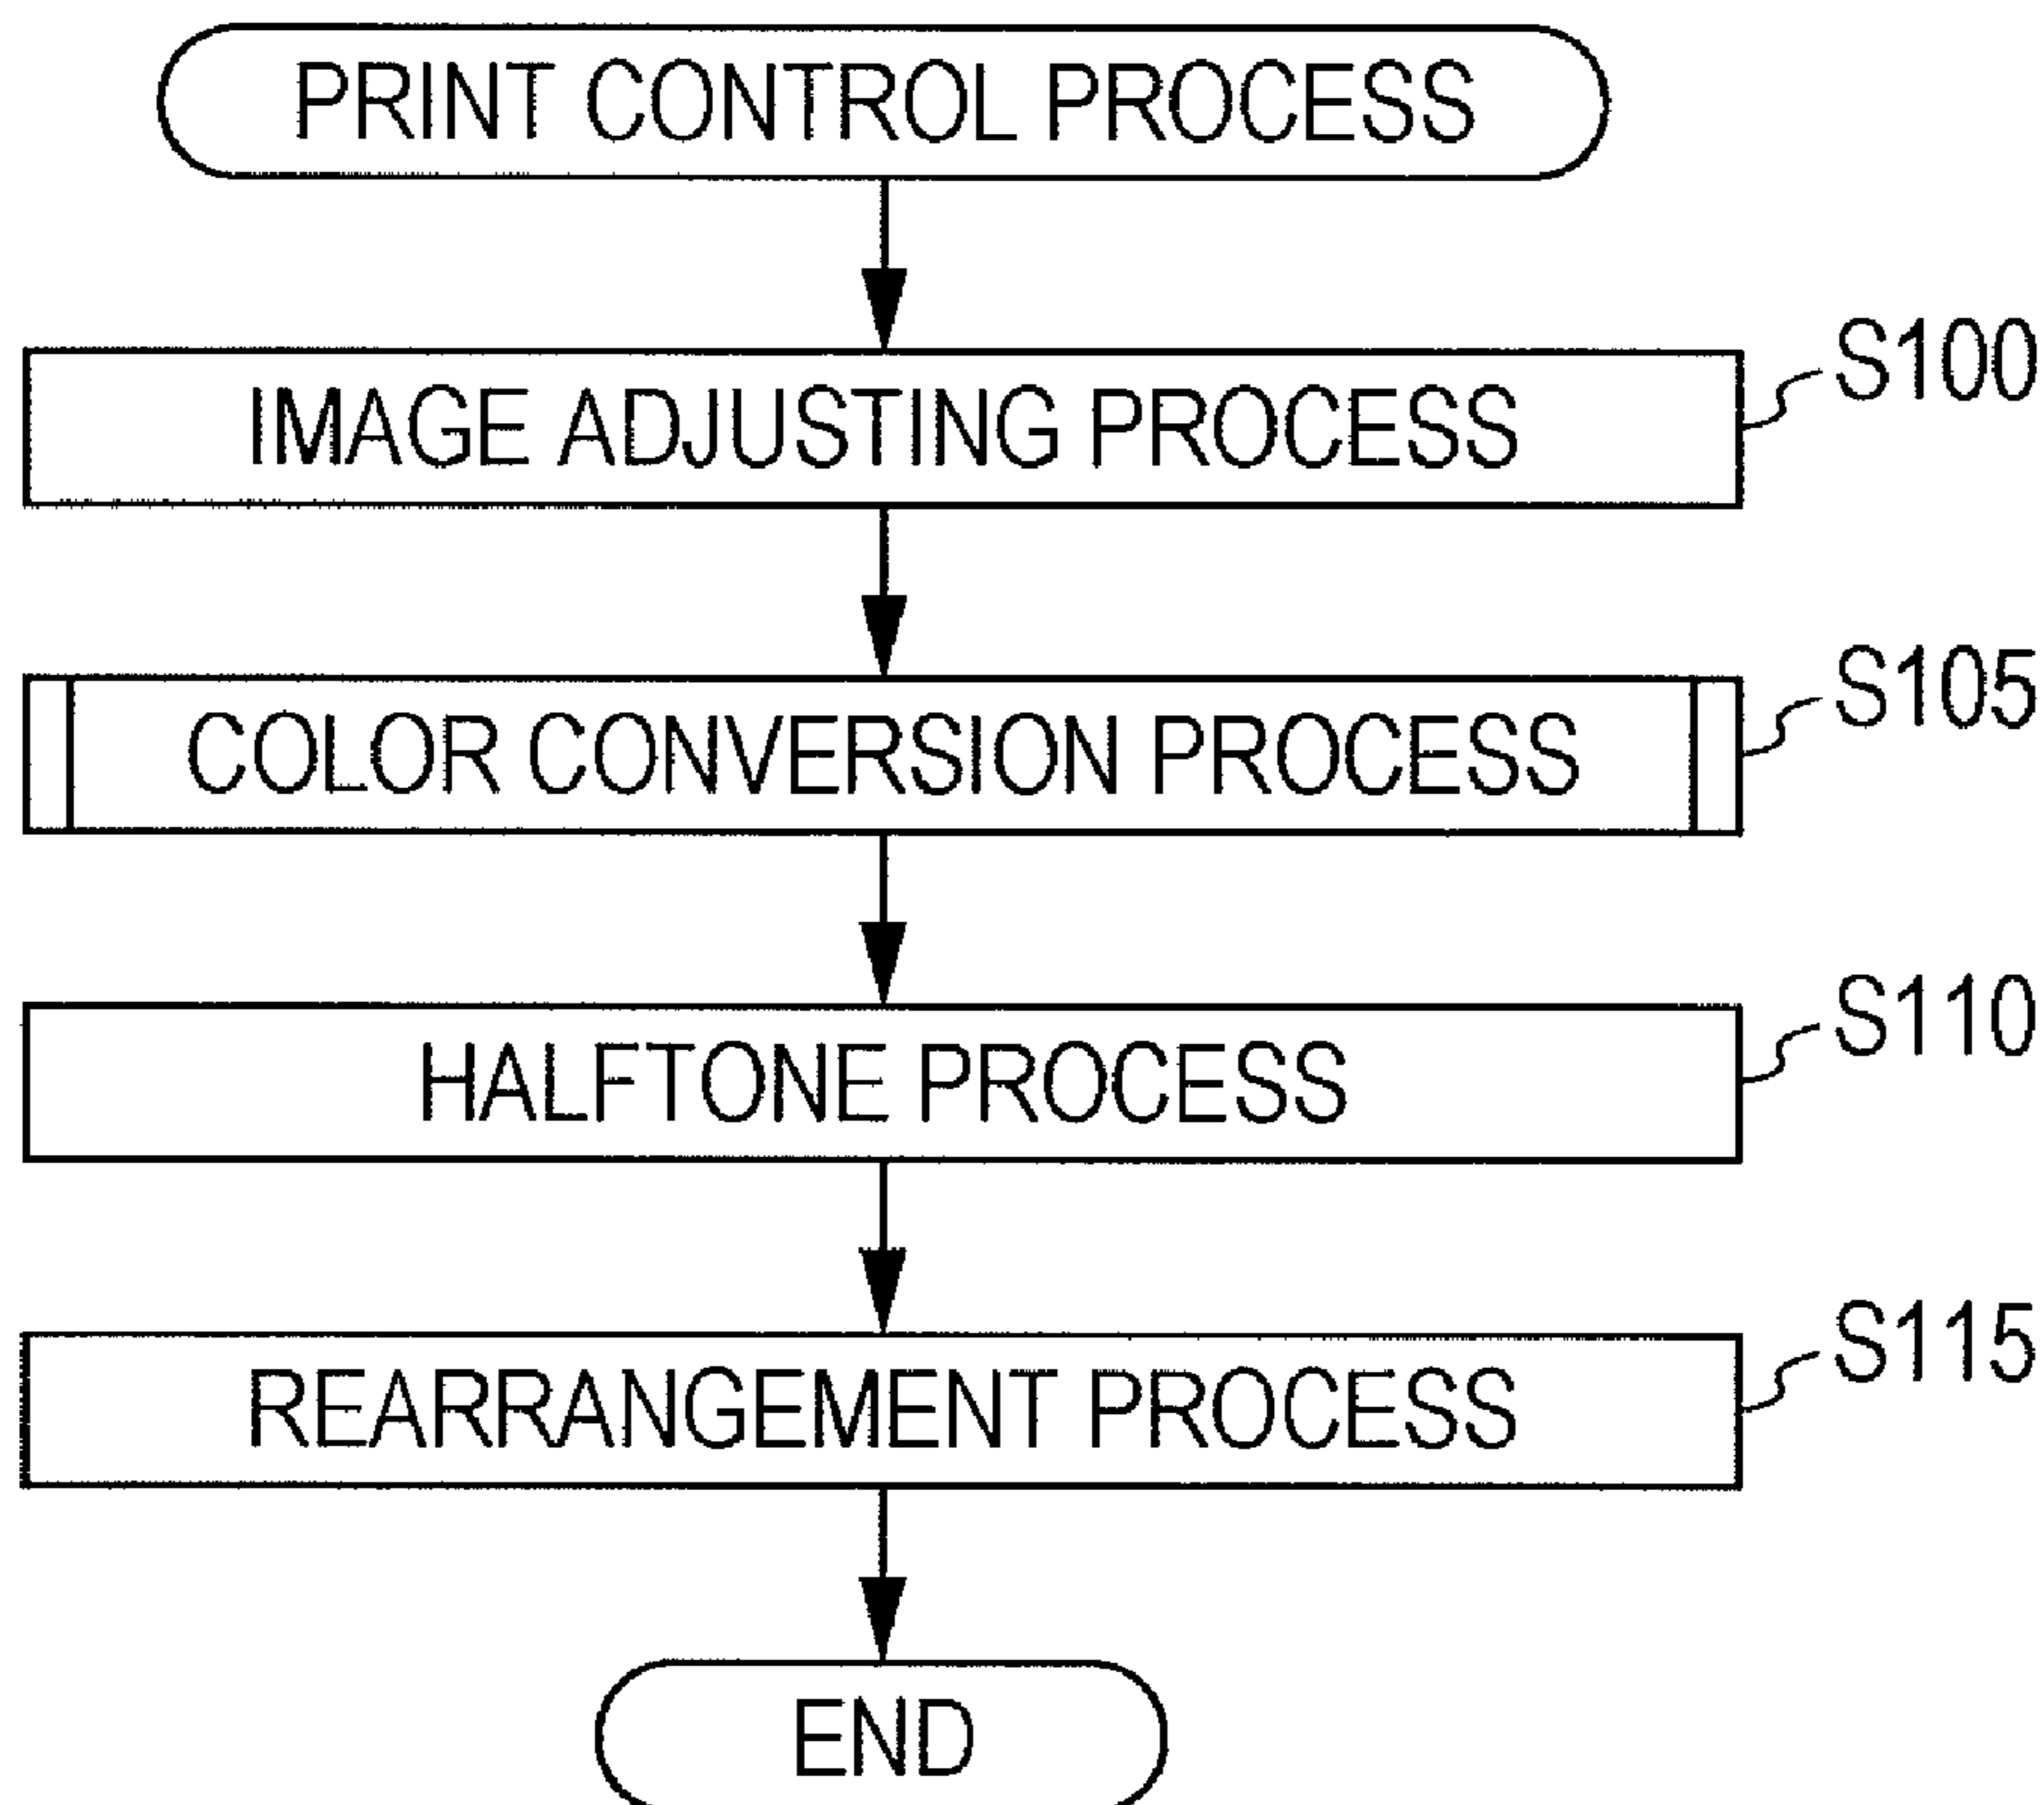 PRINT CONTROL PROCESS
IMAGE ADJUSTING PROCESS
S100
COLOR CONVERSION PROCESS
S105
HALFTONE PROCESS
S110
REARRANGEMENT PROCESS
S115
END